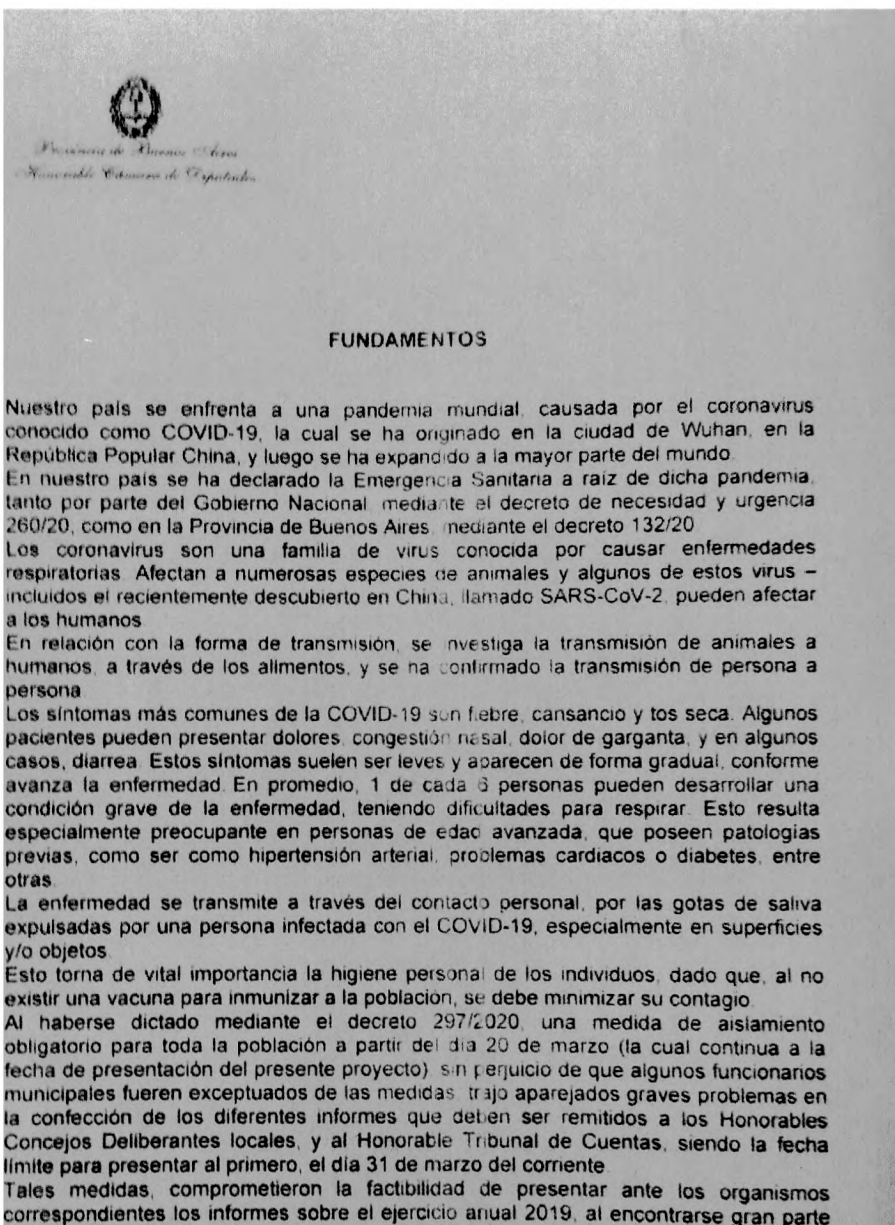 Provincia de Buenos Aires
Honorable Cámara de Diputados
FUNDAMENTOS
Nuestro país se enfrenta a una pandemia mundial, causada por el coronavirus
conocido como COVID-19, la cual se ha originado en la ciudad de Wuhan, en la
República Popular China, y luego se ha expandido a la mayor parte del mundo
En nuestro país se ha declarado la Emergencia Sanitaria a raíz de dicha pandemia,
tanto por parte del Gobierno Nacional mediante el decreto de necesidad y urgencia
260/20, como en la Provincia de Buenos Aires mediante el decreto 132/20
Los coronavirus son una familia de virus conocida por causar enfermedades
respiratorias. Afectan a numerosas especies de animales y algunos de estos virus –
incluidos el recientemente descubierto en China, llamado SARS-CoV-2, pueden afectar
a los humanos
En relación con la forma de transmisión, se investiga la transmisión de animales a
humanos, a través de los alimentos, y se ha confirmado la transmisión de persona a
persona
Los síntomas más comunes de la COVID-19 son fiebre, cansancio y tos seca. Algunos
pacientes pueden presentar dolores, congestión nasal, dolor de garganta, y en algunos
casos, diarrea. Estos síntomas suelen ser leves y aparecen de forma gradual, conforme
avanza la enfermedad. En promedio, 1 de cada 6 personas pueden desarrollar una
condición grave de la enfermedad, teniendo dificultades para respirar. Esto resulta
especialmente preocupante en personas de edad avanzada, que poseen patologías
previas, como ser como hipertensión arterial, problemas cardiacos o diabetes, entre
otras
La enfermedad se transmite a través del contacto personal, por las gotas de saliva
expulsadas por una persona infectada con el COVID-19, especialmente en superficies
y/o objetos
Esto torna de vital importancia la higiene personal de los individuos, dado que, al no
existir una vacuna para inmunizar a la población, se debe minimizar su contagio
Al haberse dictado mediante el decreto 297/2020, una medida de aislamiento
obligatorio para toda la población a partir del día 20 de marzo (la cual continua a la
fecha de presentación del presente proyecto) sin perjuicio de que algunos funcionarios
municipales fueren exceptuados de las medidas, trajo aparejados graves problemas en
la confección de los diferentes informes que deben ser remitidos a los Honorables
Concejos Deliberantes locales, y al Honorable Tribunal de Cuentas, siendo la fecha
límite para presentar al primero, el día 31 de marzo del corriente
Tales medidas, comprometieron la factibilidad de presentar ante los organismos
correspondientes los informes sobre el ejercicio anual 2019, al encontrarse gran parte